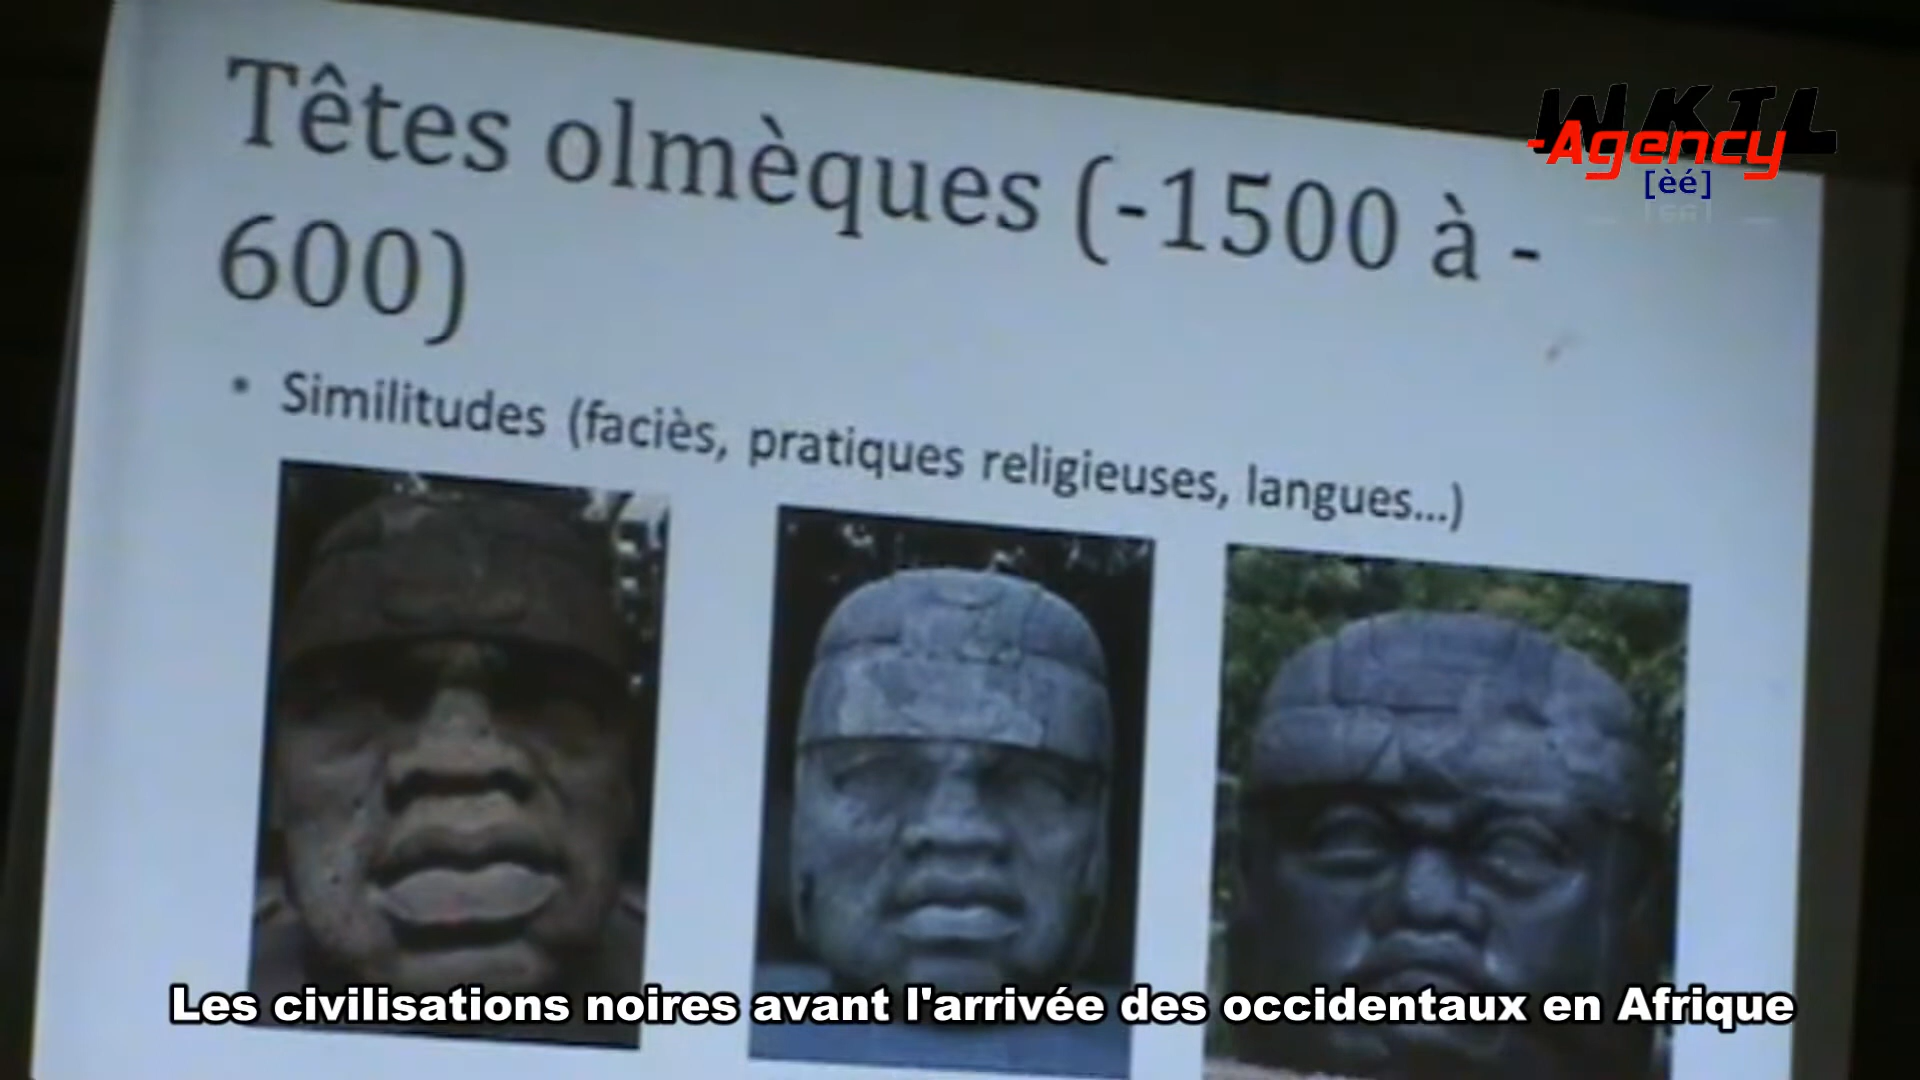 Têtes olmèques (-1500 à -
600)
WKIL
-Agency
[èé]
• Similitudes (faciès, pratiques religieuses, langues...)
Les civilisations noires avant l'arrivée des occidentaux en Afrique